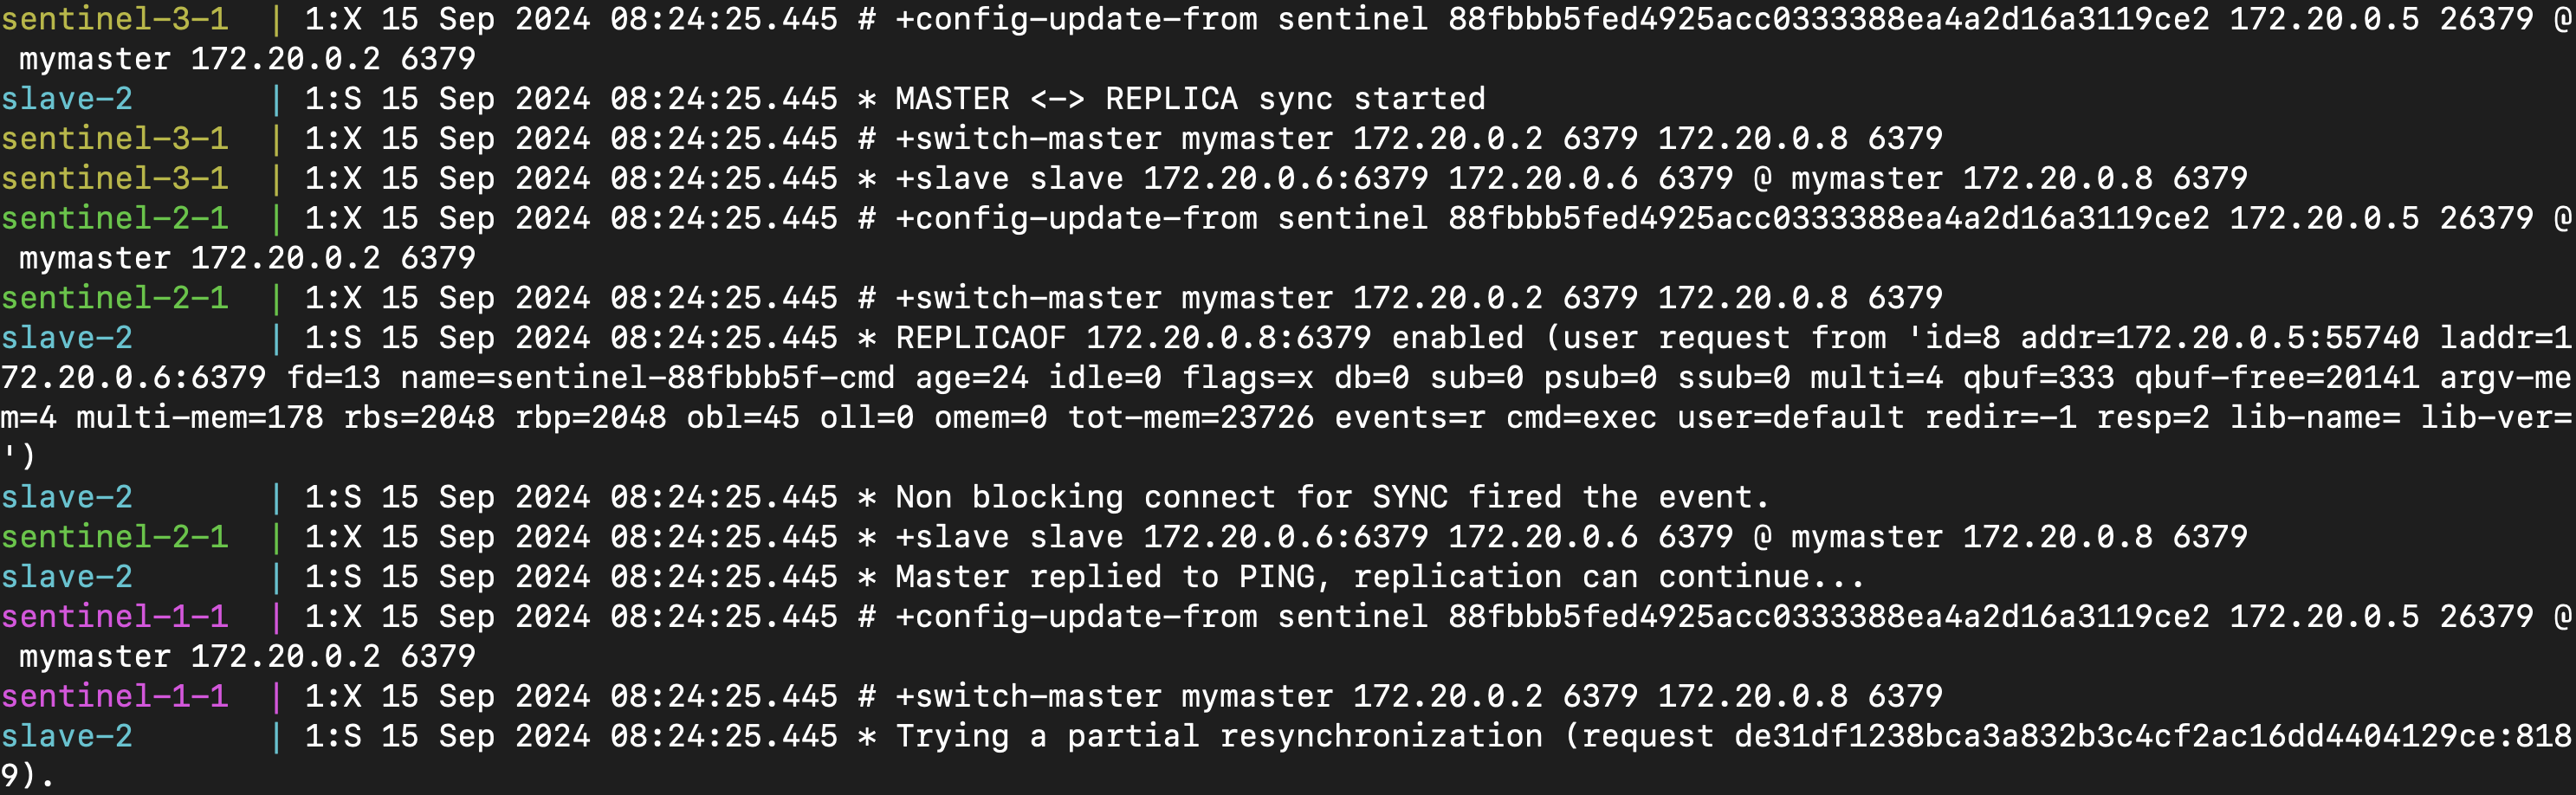 sentinel-3-1  | 1:X 15 Sep 2024 08:24:25.445 # +config-update-from sentinel 88fbbb5fed4925acc0333388ea4a2d16a3119ce2 172.20.0.5 26379 @
 mymaster 172.20.0.2 6379
slave-2       | 1:S 15 Sep 2024 08:24:25.445 * MASTER <-> REPLICA sync started
sentinel-3-1  | 1:X 15 Sep 2024 08:24:25.445 # +switch-master mymaster 172.20.0.2 6379 172.20.0.8 6379
sentinel-3-1  | 1:X 15 Sep 2024 08:24:25.445 * +slave slave 172.20.0.6:6379 172.20.0.6 6379 @ mymaster 172.20.0.8 6379
sentinel-2-1  | 1:X 15 Sep 2024 08:24:25.445 # +config-update-from sentinel 88fbbb5fed4925acc0333388ea4a2d16a3119ce2 172.20.0.5 26379 @
 mymaster 172.20.0.2 6379
sentinel-2-1  | 1:X 15 Sep 2024 08:24:25.445 # +switch-master mymaster 172.20.0.2 6379 172.20.0.8 6379
slave-2       | 1:S 15 Sep 2024 08:24:25.445 * REPLICAOF 172.20.0.8:6379 enabled (user request from 'id=8 addr=172.20.0.5:55740 laddr=1
72.20.0.6:6379 fd=13 name=sentinel-88fbbb5f-cmd age=24 idle=0 flags=x db=0 sub=0 psub=0 ssub=0 multi=4 qbuf=333 qbuf-free=20141 argv-me
m=4 multi-mem=178 rbs=2048 rbp=2048 obl=45 oll=0 omem=0 tot-mem=23726 events=r cmd=exec user=default redir=-1 resp=2 lib-name= lib-ver=
')
slave-2       | 1:S 15 Sep 2024 08:24:25.445 * Non blocking connect for SYNC fired the event.
sentinel-2-1  | 1:X 15 Sep 2024 08:24:25.445 * +slave slave 172.20.0.6:6379 172.20.0.6 6379 @ mymaster 172.20.0.8 6379
slave-2       | 1:S 15 Sep 2024 08:24:25.445 * Master replied to PING, replication can continue...
sentinel-1-1  | 1:X 15 Sep 2024 08:24:25.445 # +config-update-from sentinel 88fbbb5fed4925acc0333388ea4a2d16a3119ce2 172.20.0.5 26379 @
 mymaster 172.20.0.2 6379
sentinel-1-1  | 1:X 15 Sep 2024 08:24:25.445 # +switch-master mymaster 172.20.0.2 6379 172.20.0.8 6379
slave-2       | 1:S 15 Sep 2024 08:24:25.445 * Trying a partial resynchronization (request de31df1238bca3a832b3c4cf2ac16dd4404129ce:818
9).